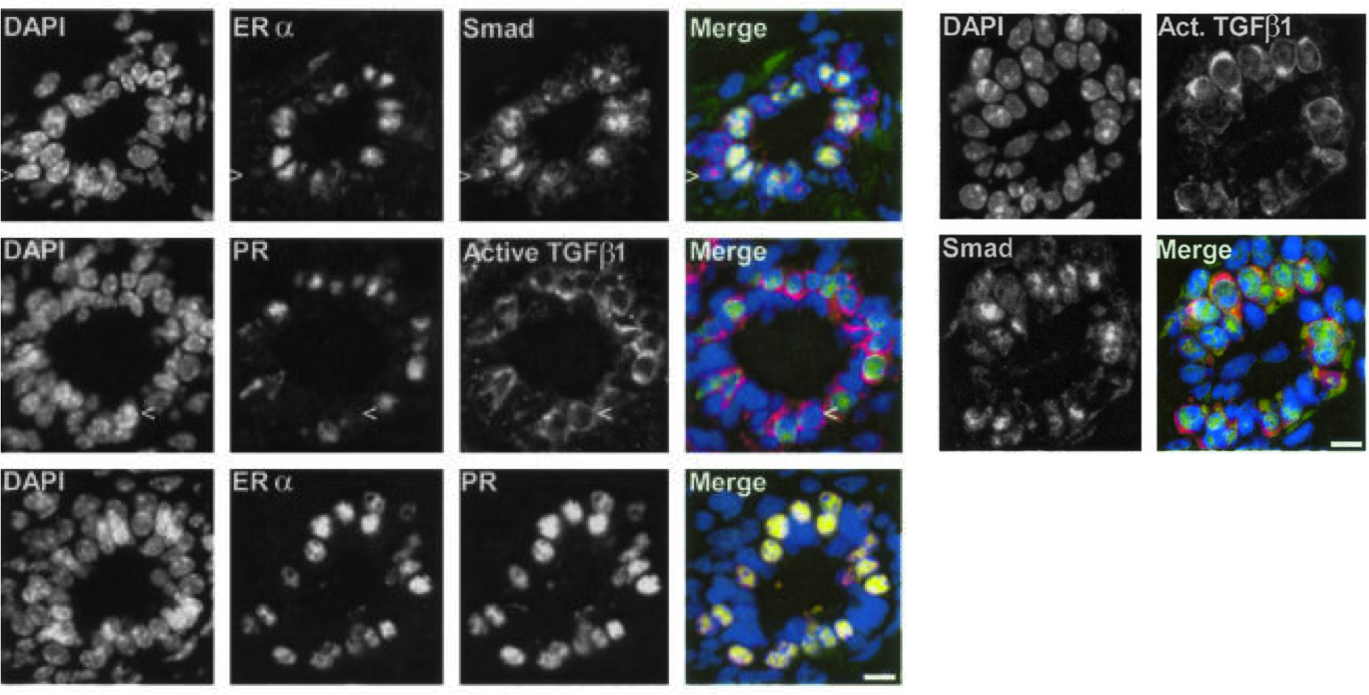 DAPI ER α Smad Merge
DAPI PR Active TGFβ1 Merge
DAPI ER α PR Merge
DAPI Act. TGFβ1
Smad Merge